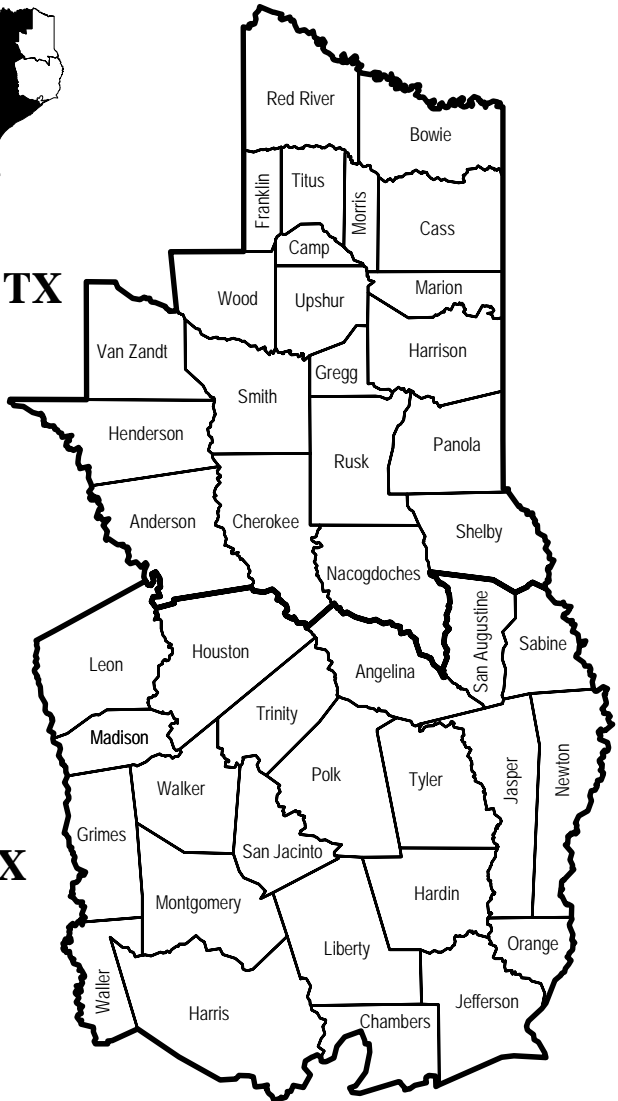 Red River
Bowie
Franklin
Titus
Morris
Cass
Camp
TX
Wood
Upshur
Marion
Van Zandt
Gregg
Harrison
Smith
Henderson
Rusk
Panola
Anderson
Cherokee
Shelby
Nacogdoches
San Augustine
Sabine
Houston
Leon
Angelina
Trinity
Madison
Polk
Tyler
Jasper
Newton
Walker
Grimes
X
San Jacinto
Montgomery
Hardin
Liberty
Orange
Waller
Harris
Chambers
Jefferson